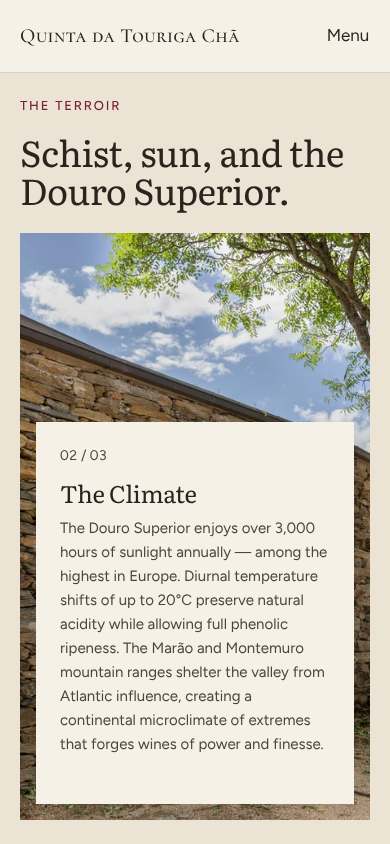 Quinta da Touriga Chã
Menu
THE TERROIR
Schist, sun, and the
Douro Superior.
02 / 03
The Climate
The Douro Superior enjoys over 3,000
hours of sunlight annually — among the
highest in Europe. Diurnal temperature
shifts of up to 20°C preserve natural
acidity while allowing full phenolic
ripeness. The Marão and Montemuro
mountain ranges shelter the valley from
Atlantic influence, creating a
continental microclimate of extremes
that forges wines of power and finesse.